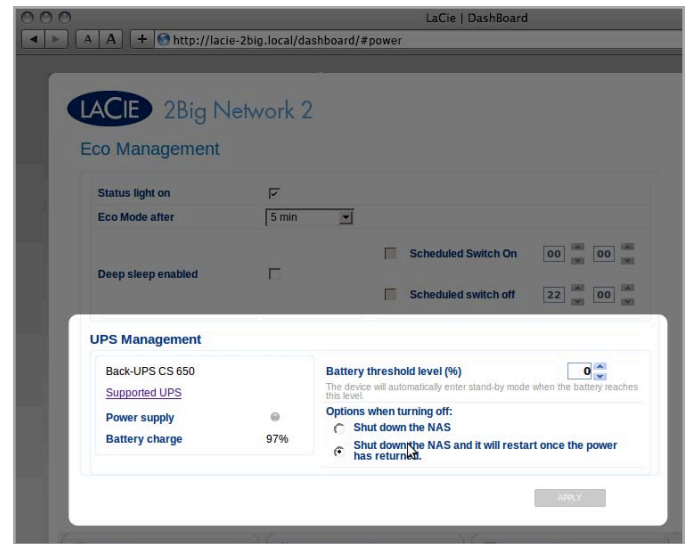 LaCie | DashBoard
A A + http://lacie-2big.local/dashboard/#power
LACIE 2Big Network 2
Eco Management
Status light on
Eco Mode after 5 min
Scheduled Switch On 00 00
Deep sleep enabled
Scheduled switch off 22 00
UPS Management
Back-UPS CS 650
Supported UPS
Power supply
Battery charge 97%
Battery threshold level (%) 0
The device will automatically enter stand-by mode when the battery reaches
this level.
Options when turning off:
Shut down the NAS
Shut down the NAS and it will restart once the power
has returned.
APPLY